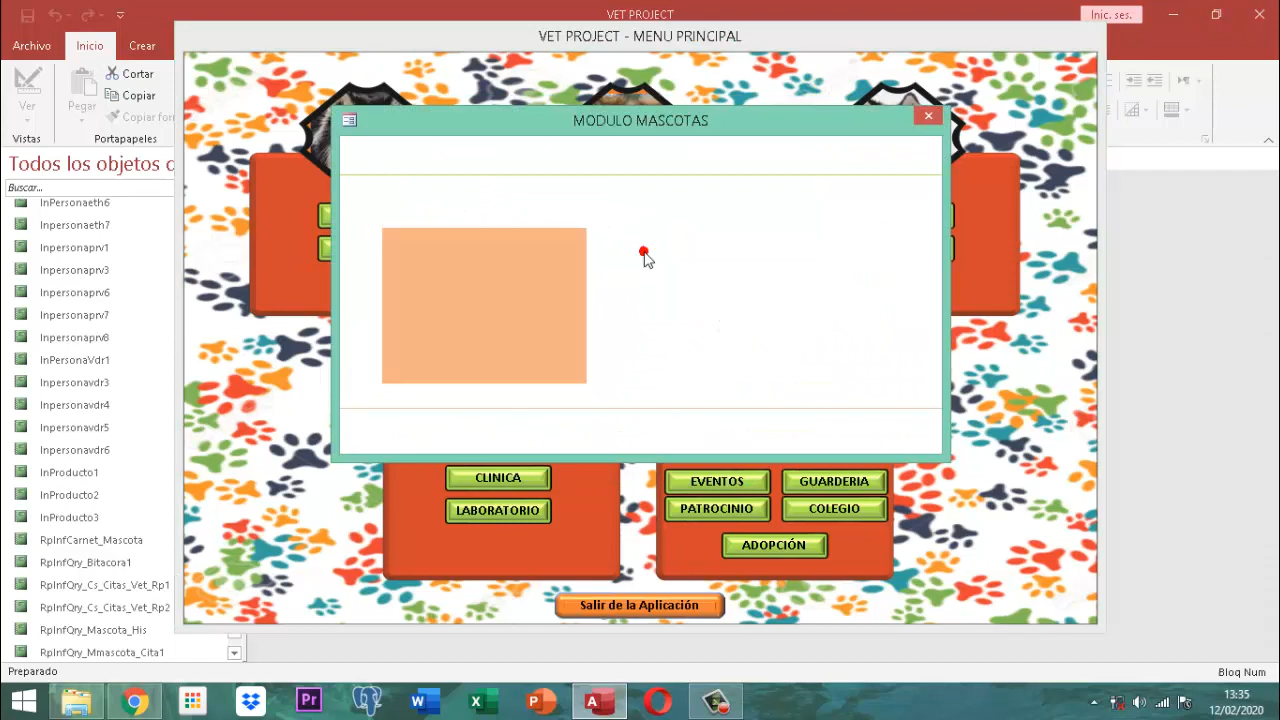 VET PROJECT
Inic. ses.
Archivo
Inicio
Crear
VET PROJECT - MENU PRINCIPAL
Ver
Pegar
Cortar
Copiar
Copiar for
Vistas
Portapapeles
Todos los objetos
Buscar...
MODULO MASCOTAS
InPersonaeth6
Inpersonaeth7
Inpersonaprv1
Inpersonaprv3
Inpersonaprv6
Inpersonaprv7
Inpersonaprv8
InPersonaVdr1
Inpersonavdr3
Inpersonavdr4
Inpersonavdr5
Inpersonavdr6
InProducto1
InProducto2
InProducto3
RpInfCarnet_Mascota
RpInfQry_Bitacora1
RpInfQry_Cs_Citas_Vet_Rp1
RpInfQry_Cs_Citas_Vet_Rp2
RpInfQry_Mascota_His
RpInfQry_Mmascota_Cita1
CLINICA
LABORATORIO
EVENTOS
GUARDERIA
PATROCINIO
COLEGIO
ADOPCIÓN
Salir de la Aplicación
Preparado
Bloq Num
13:35
12/02/2020